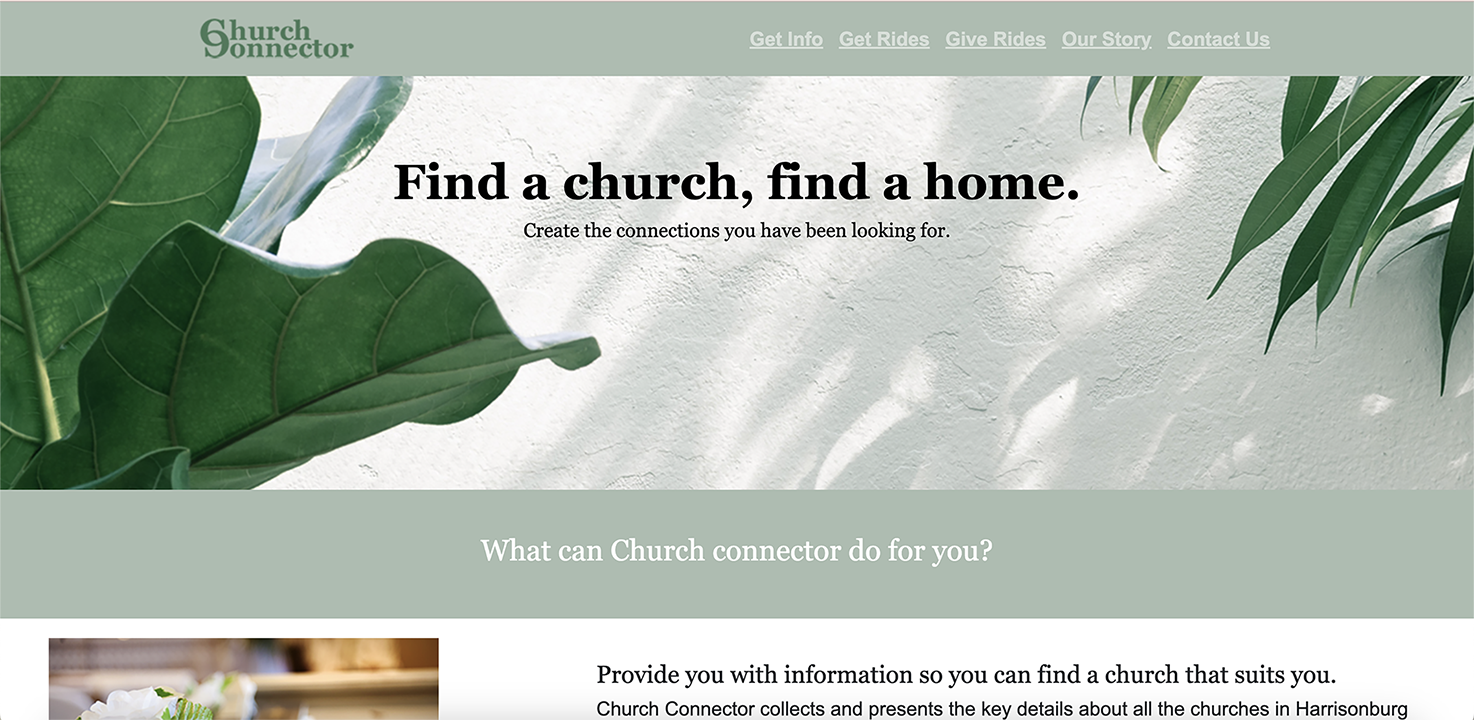 Church
Connector
Get Info Get Rides Give Rides Our Story Contact Us
Find a church, find a home.
Create the connections you have been looking for.
What can Church connector do for you?
Provide you with information so you can find a church that suits you.
Church Connector collects and presents the key details about all the churches in Harrisonburg